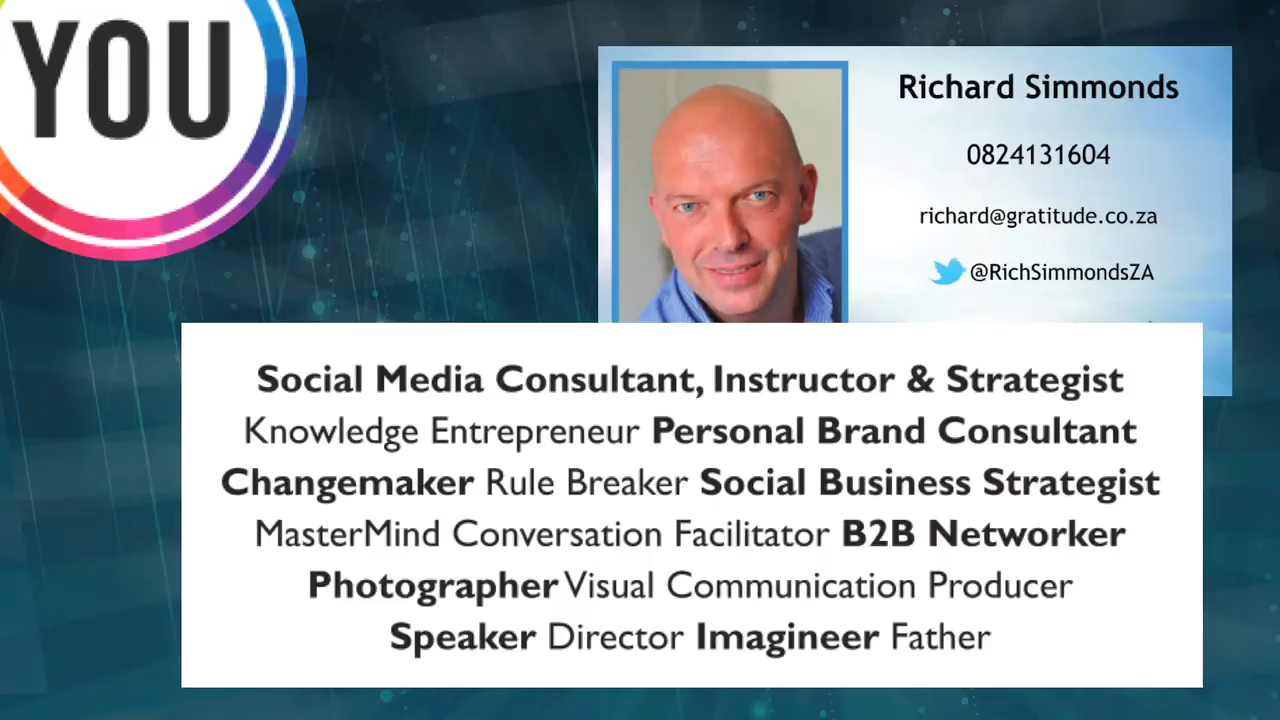 YOU
Richard Simmonds
0824131604
richard@gratitude.co.za
@RichSimmondsZA
Social Media Consultant, Instructor & Strategist
Knowledge Entrepreneur Personal Brand Consultant
Changemaker Rule Breaker Social Business Strategist
MasterMind Conversation Facilitator B2B Networker
Photographer Visual Communication Producer
Speaker Director Imagineer Father